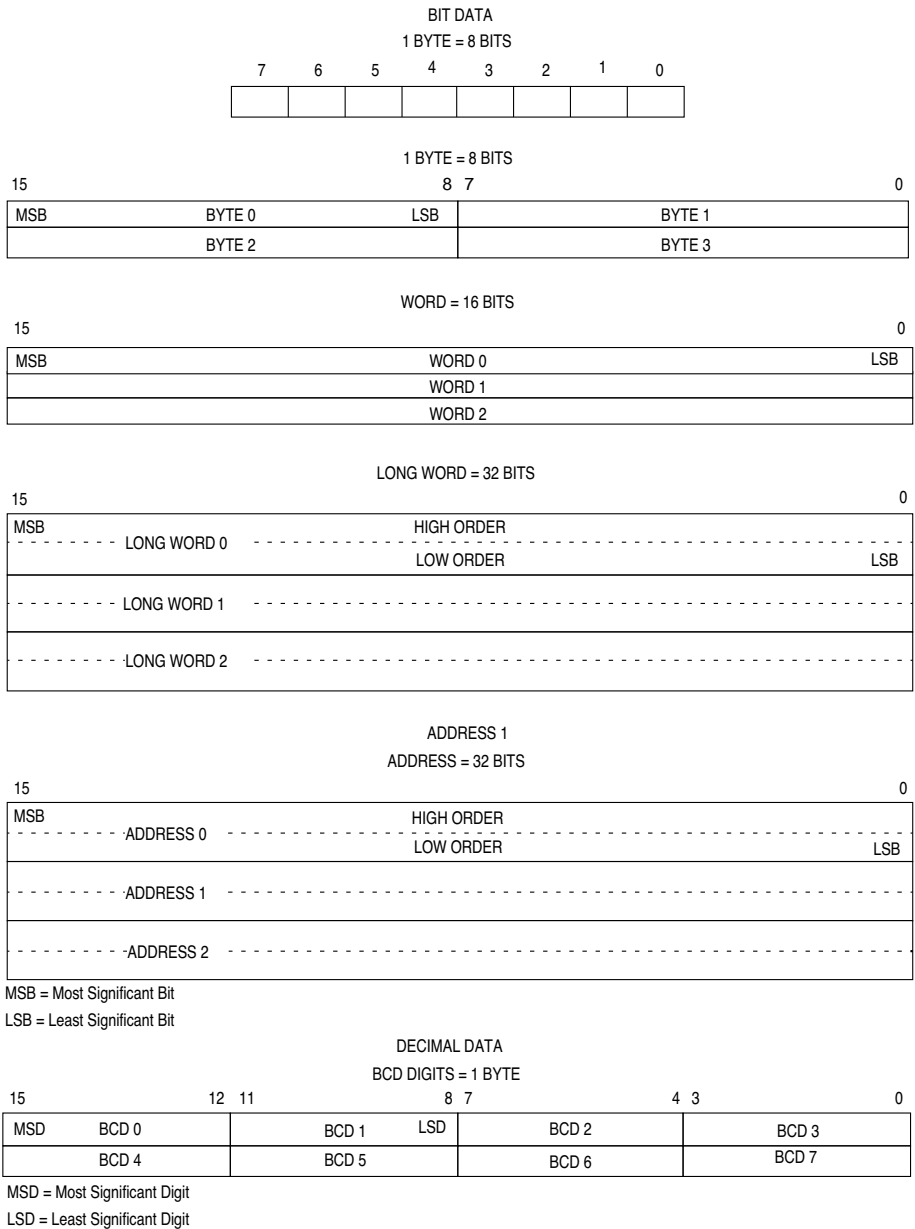 BIT DATA
1 BYTE = 8 BITS
7 6 5 4 3 2 1 0
1 BYTE = 8 BITS
15 8 7 0
MSB BYTE 0 LSB BYTE 1
BYTE 2 BYTE 3
WORD = 16 BITS
15 0
MSB WORD 0 LSB
WORD 1
WORD 2
LONG WORD = 32 BITS
15 0
MSB HIGH ORDER
LONG WORD 0
LOW ORDER LSB
LONG WORD 1
LONG WORD 2
ADDRESS 1
ADDRESS = 32 BITS
15 0
MSB HIGH ORDER
ADDRESS 0
LOW ORDER LSB
ADDRESS 1
ADDRESS 2
MSB = Most Significant Bit
LSB = Least Significant Bit
DECIMAL DATA
BCD DIGITS = 1 BYTE
15 12 11 8 7 4 3 0
MSD BCD 0 BCD 1 LSD BCD 2 BCD 3
BCD 4 BCD 5 BCD 6 BCD 7
MSD = Most Significant Digit
LSD = Least Significant Digit